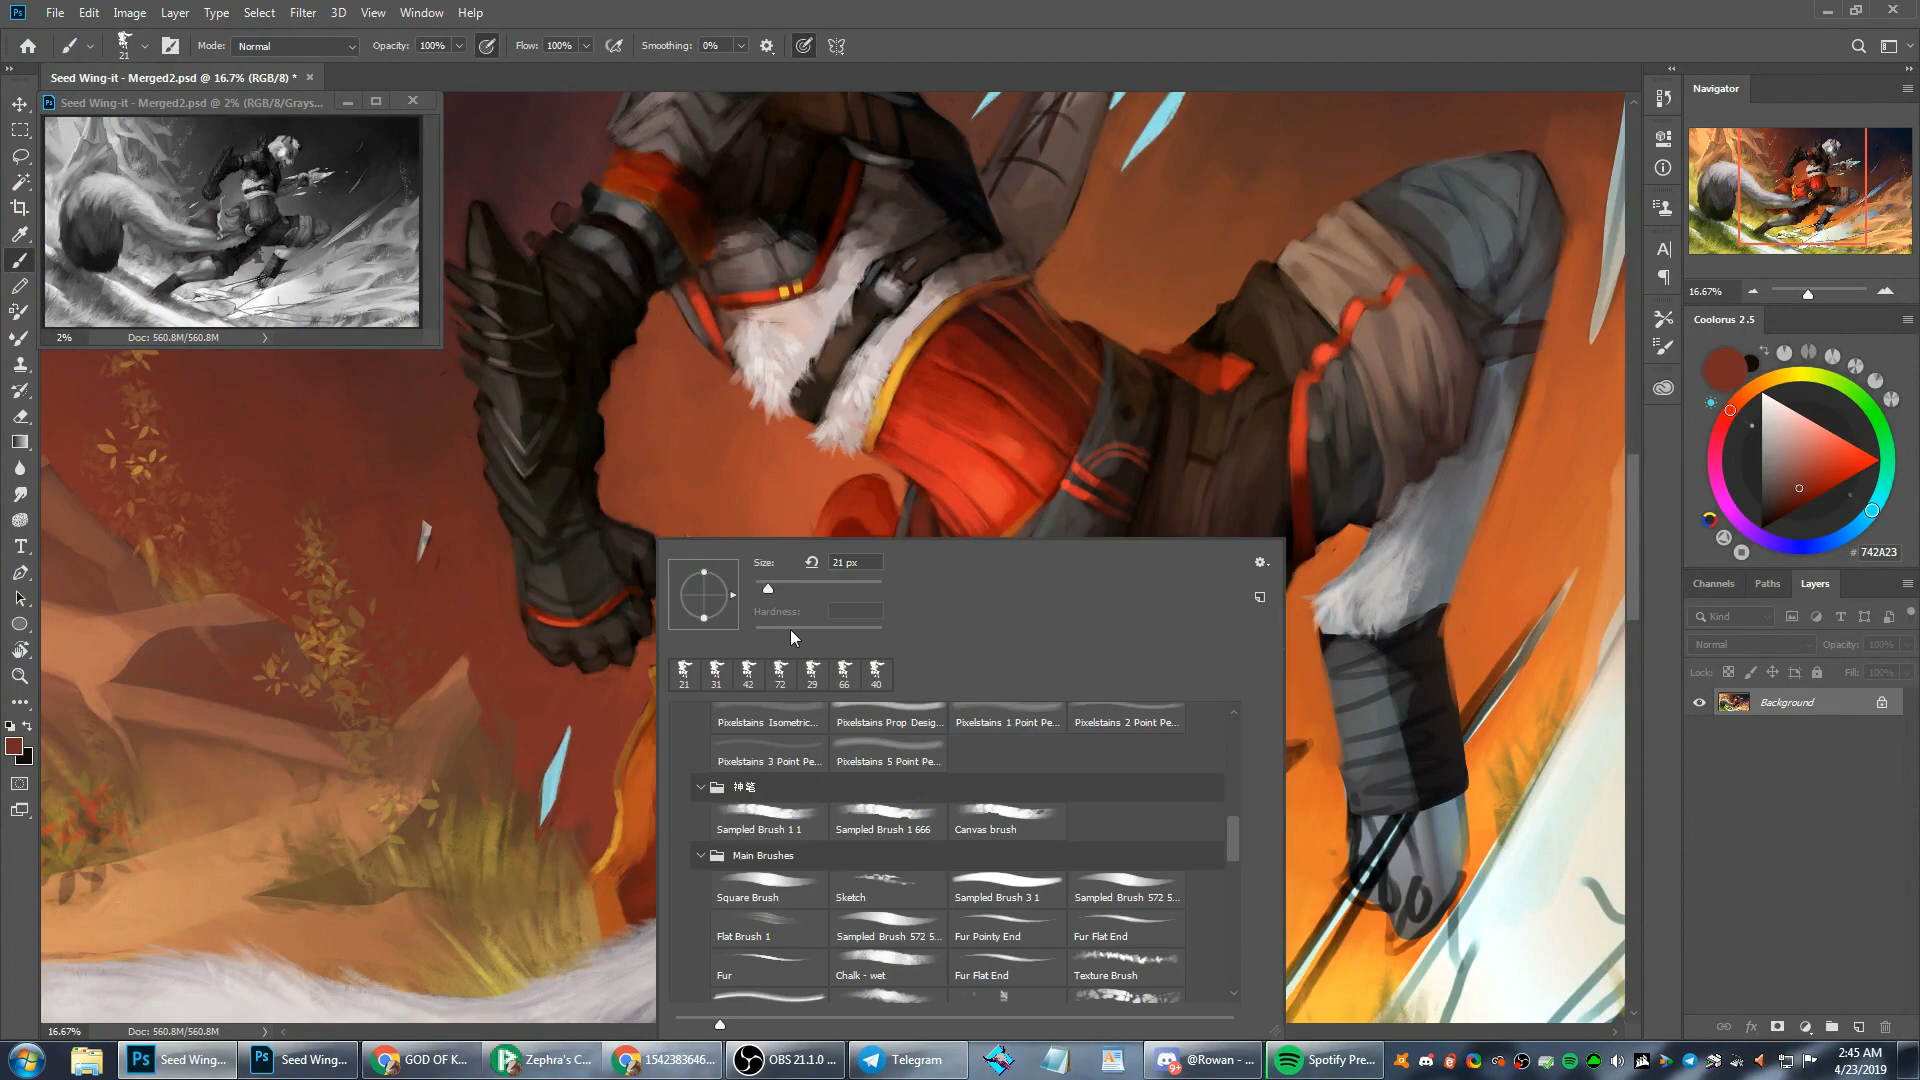 Ps File Edit Image Layer Type Select Filter 3D View Window Help
21 Mode: Normal Opacity: 100% Flow: 100% Smoothing: 0%
Seed Wing-it - Merged2.psd @ 16.7% (RGB/8) *
Seed Wing-it - Merged2.psd @ 2% (RGB/8/Grays...
2% Doc: 560.8M/560.8M
Navigator
16.67%
Coolorus 2.5
# 742A23
Channels Paths Layers
Kind
Normal Opacity: 100%
Lock: Fill: 100%
Background
Size: 21 px
Hardness:
21 31 42 72 29 66 40
Pixelstains Isometric... Pixelstains Prop Desig... Pixelstains 1 Point Pe... Pixelstains 2 Point Pe...
Pixelstains 3 Point Pe... Pixelstains 5 Point Pe...
神笔
Sampled Brush 1 1 Sampled Brush 1 666 Canvas brush
Main Brushes
Square Brush Sketch Sampled Brush 3 1 Sampled Brush 572 5...
Flat Brush 1 Sampled Brush 572 5... Fur Pointy End Fur Flat End
Fur Chalk - wet Fur Flat End Texture Brush
16.67% Doc: 560.8M/560.8M
Seed Wing... Seed Wing... GOD OF K... Zephra's C... 1542383646... OBS 21.1.0 ... Telegram @Rowan - ... Spotify Pre... 2:45 AM
4/23/2019